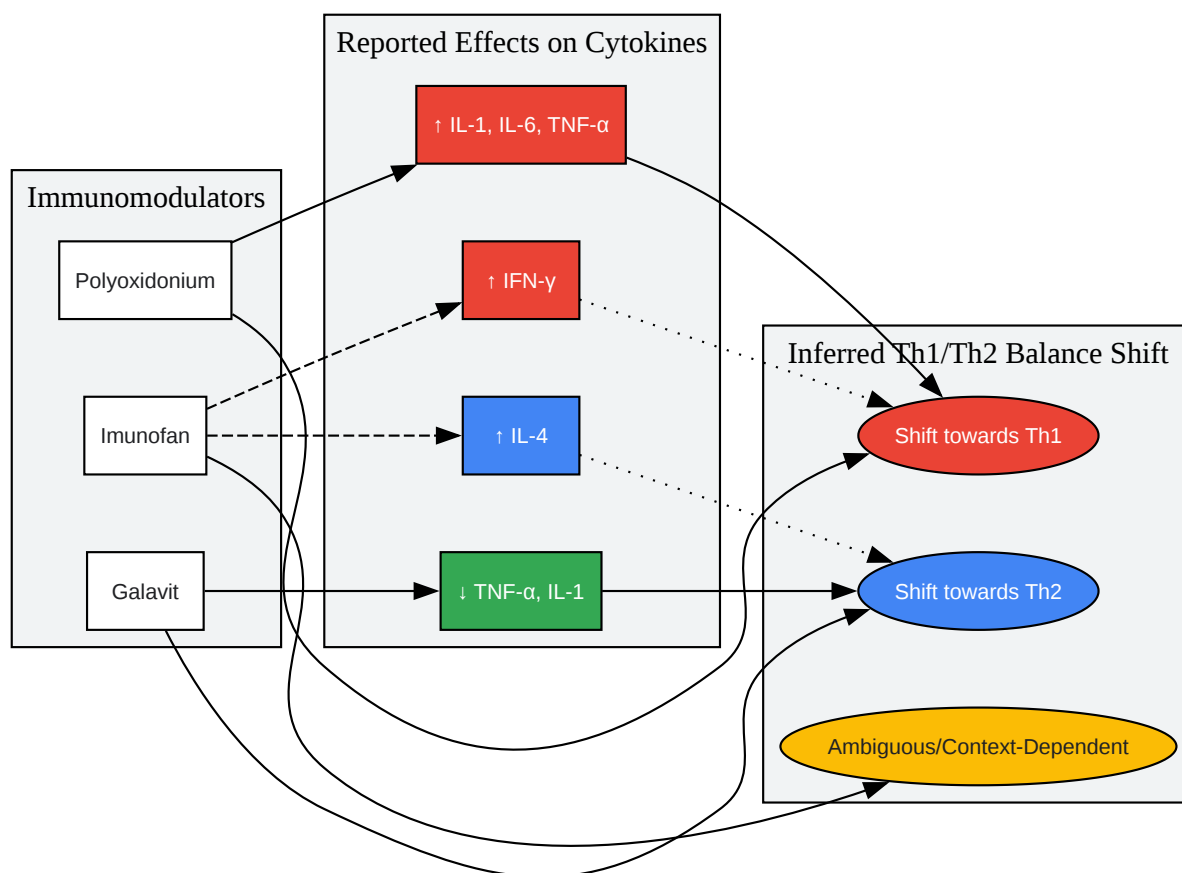 Reported Effects on Cytokines
↑ IL-1, IL-6, TNF-α
Immunomodulators
Polyoxidonium
↑ IFN-γ
Inferred Th1/Th2 Balance Shift
Imunofan
↑ IL-4
Shift towards Th1
Galavit
↓ TNF-α, IL-1
Shift towards Th2
Ambiguous/Context-Dependent